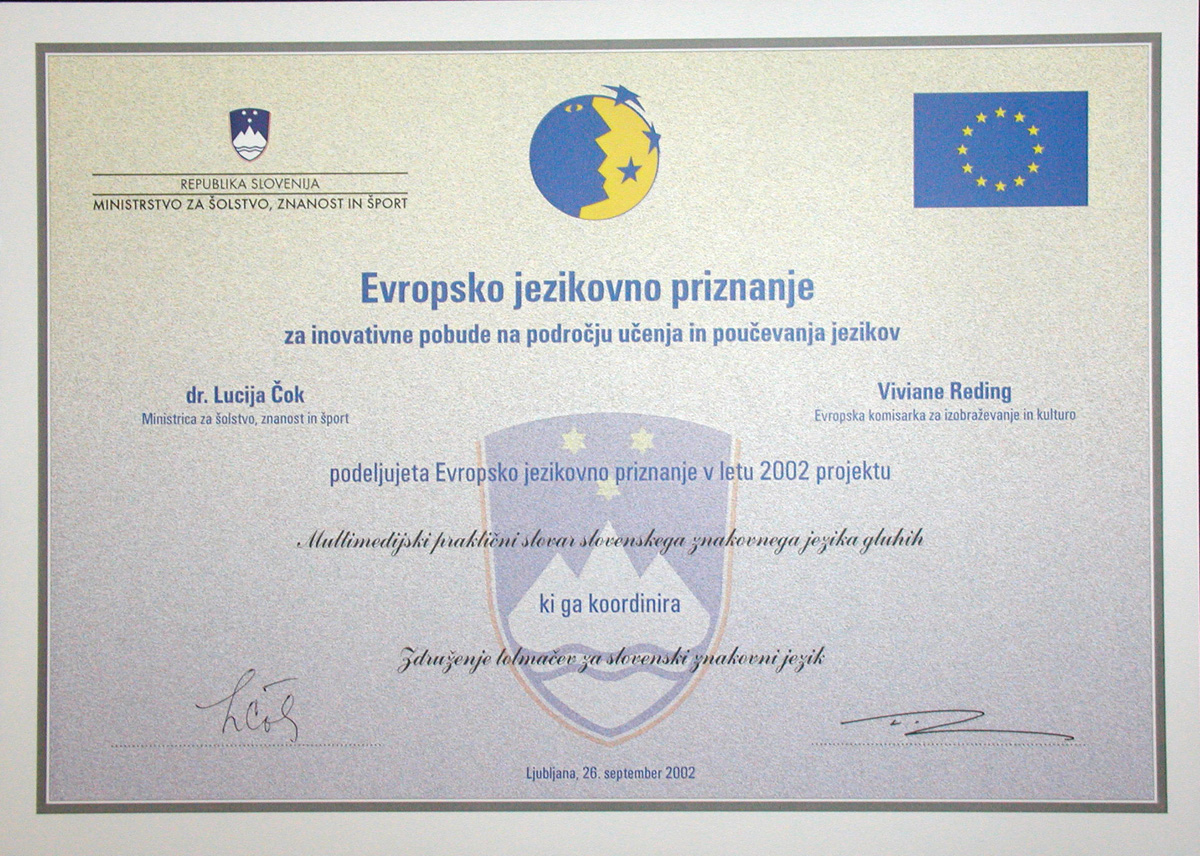 REPUBLIKA SLOVENIJA
MINISTRSTVO ZA ŠOLSTVO, ZNANOST IN ŠPORT
Evropsko jezikovno priznanje
za inovativne pobude na področju učenja in poučevanja jezikov
dr. Lucija Čok
Ministrica za šolstvo, znanost in šport
Viviane Reding
Evropska komisarka za izobraževanje in kulturo
podeljujeta Evropsko jezikovno priznanje v letu 2002 projektu
Multimedijski praktični slovar slovenskega znakovnega jezika gluhih
ki ga koordinira
Združenje tolmačev za slovenski znakovni jezik
LČok
Ljubljana, 26. september 2002